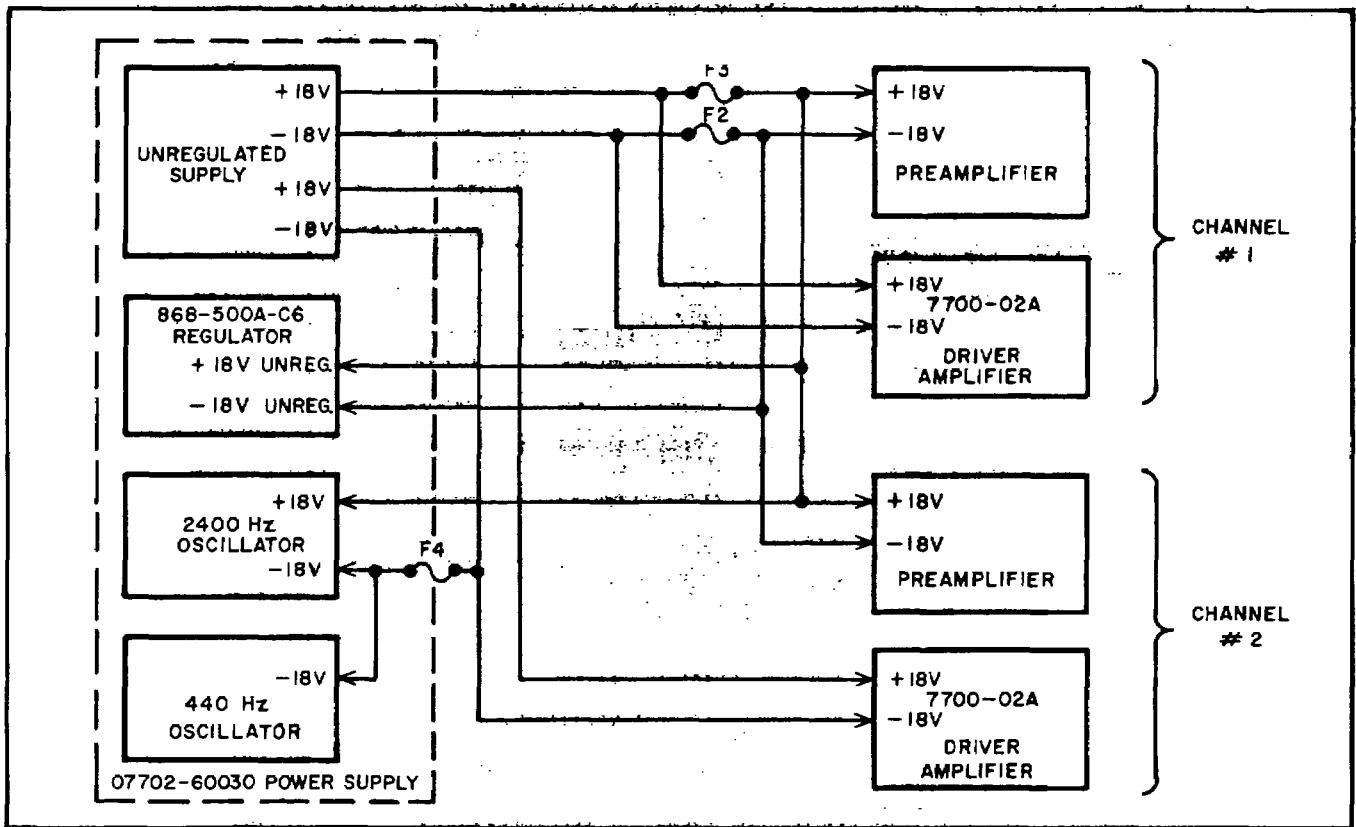 +18V
-18V
UNREGULATED
SUPPLY
+18V
-18V
868-500A-C6
REGULATOR
+18V UNREG.
-18V UNREG.
+18V
2400 Hz
OSCILLATOR
-18V
-18V
440 Hz
OSCILLATOR
07702-60030 POWER SUPPLY
F3
F2
F4
+18V
-18V
PREAMPLIFIER
+18V
7700-02A
-18V
DRIVER
AMPLIFIER
CHANNEL
# 1
+18V
-18V
PREAMPLIFIER
+18V
7700-02A
-18V
DRIVER
AMPLIFIER
CHANNEL
# 2